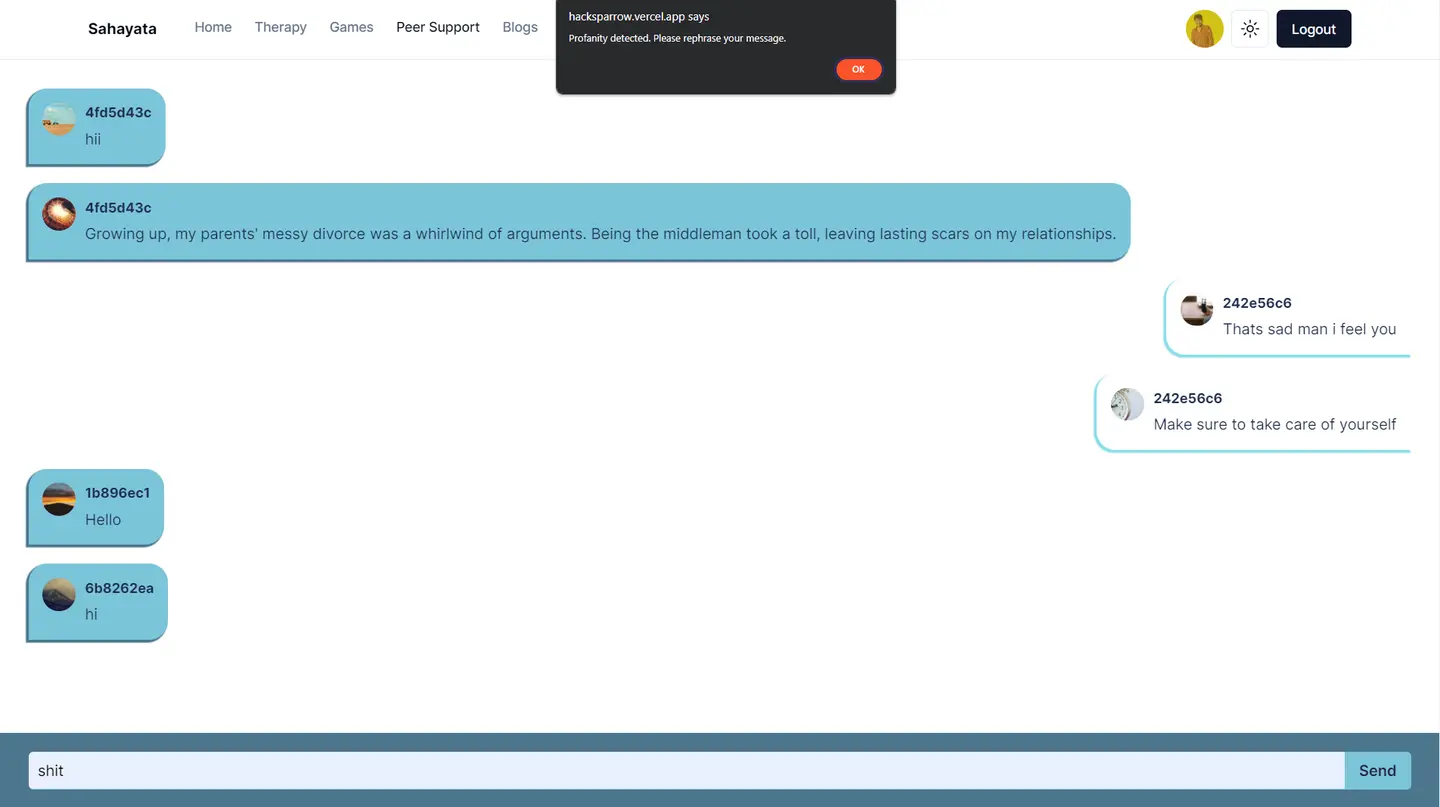 Sahayata Home Therapy Games Peer Support Blogs Logout
hacksparrow.vercel.app says
Profanity detected. Please rephrase your message.
OK
4fd5d43c
hii
4fd5d43c
Growing up, my parents' messy divorce was a whirlwind of arguments. Being the middleman took a toll, leaving lasting scars on my relationships.
242e56c6
Thats sad man i feel you
242e56c6
Make sure to take care of yourself
1b896ec1
Hello
6b8262ea
hi
shit Send